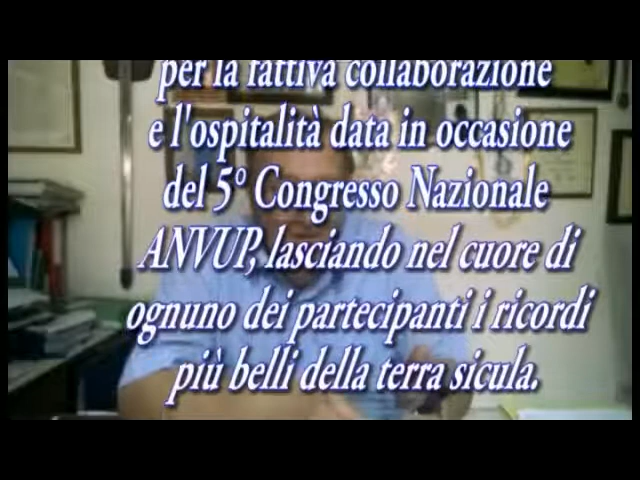 per la fattiva collaborazione
e l'ospitalità data in occasione
del 5° Congresso Nazionale
ANVUP, lasciando nel cuore di
ognuno dei partecipanti i ricordi
più belli della terra sicula.